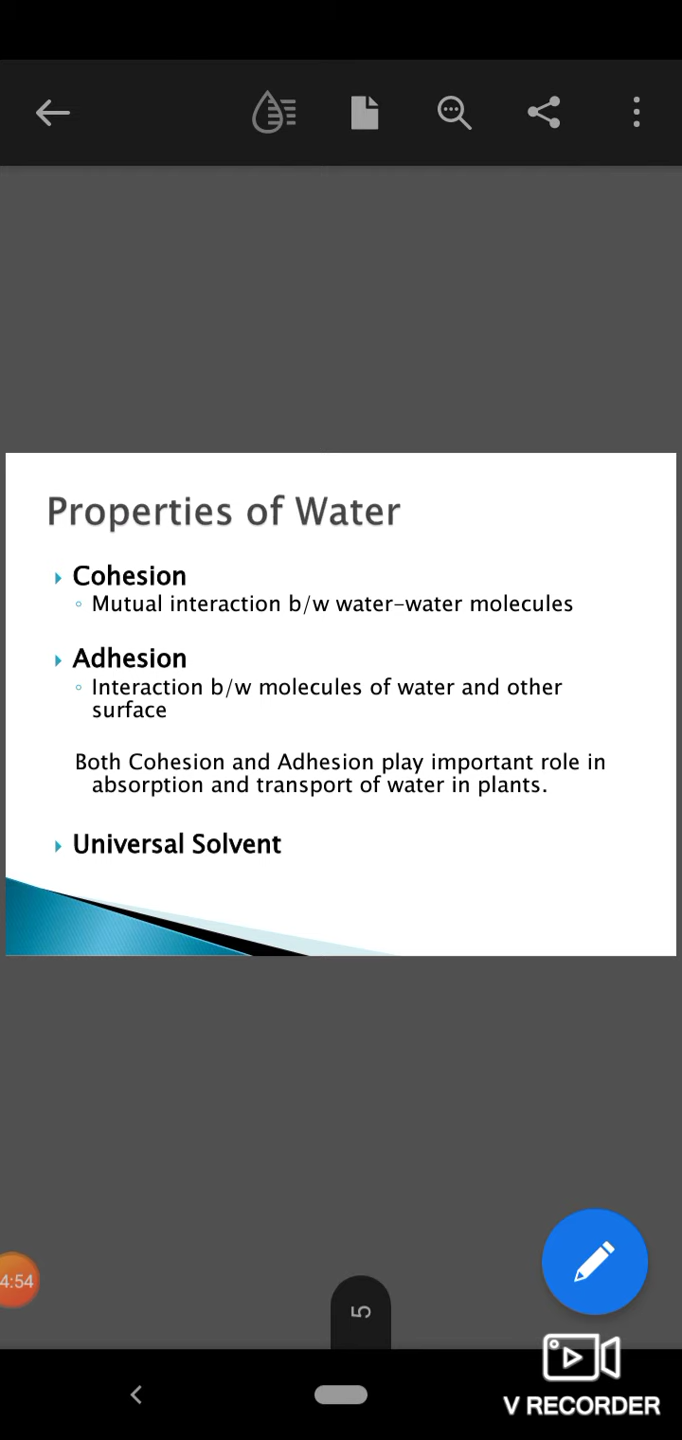 Properties of Water
Cohesion
Mutual interaction b/w water-water molecules
Adhesion
Interaction b/w molecules of water and other
surface
Both Cohesion and Adhesion play important role in
absorption and transport of water in plants.
Universal Solvent
4:54
5
V RECORDER